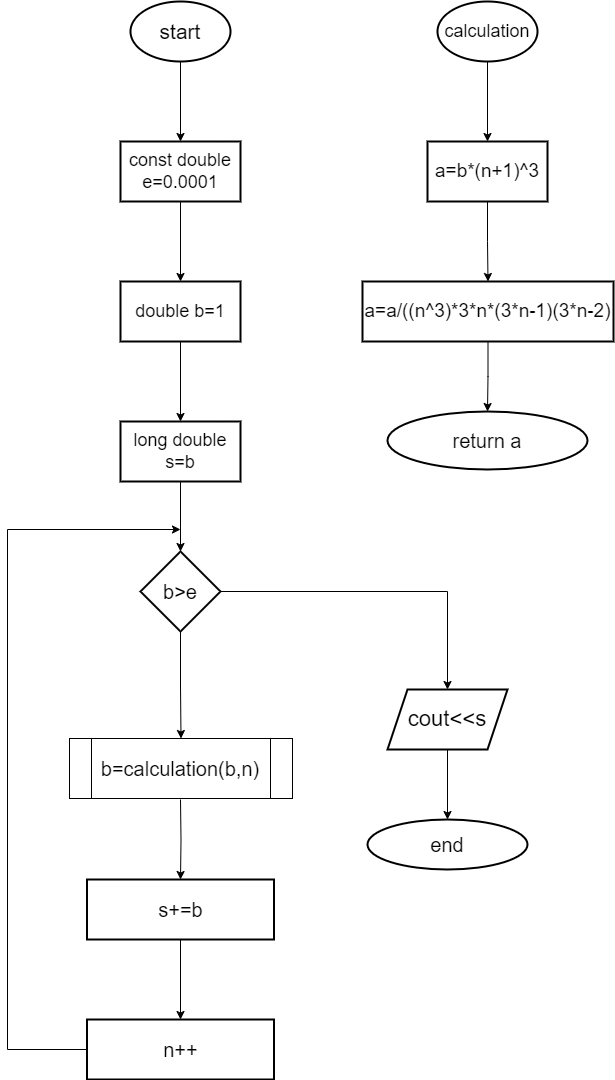 start
const double
e=0.0001
double b=1
long double
s=b
b>e
b=calculation(b,n)
s+=b
n++
cout<<s
end
calculation
a=b*(n+1)^3
a=a/((n^3)*3*n*(3*n-1)(3*n-2)
return a